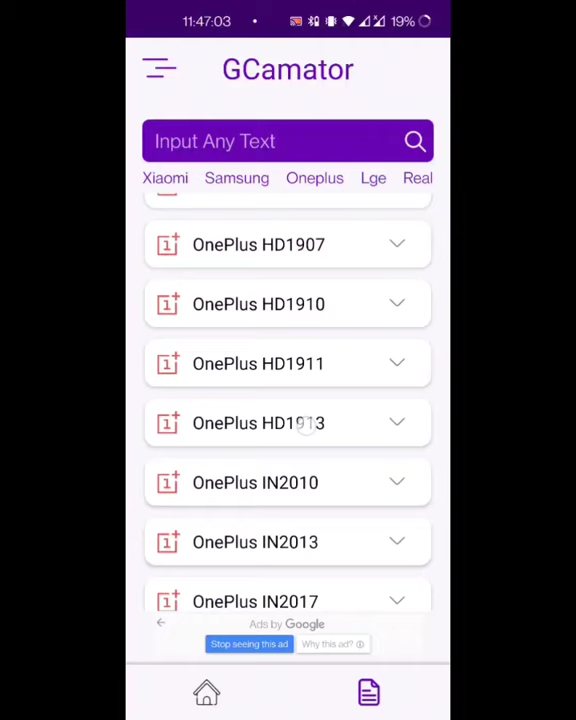 11:47:03
19%
GCamator
Input Any Text
Xiaomi Samsung Oneplus Lge Real
OnePlus HD1907
OnePlus HD1910
OnePlus HD1911
OnePlus HD1913
OnePlus IN2010
OnePlus IN2013
OnePlus IN2017
Ads by Google
Stop seeing this ad
Why this ad?